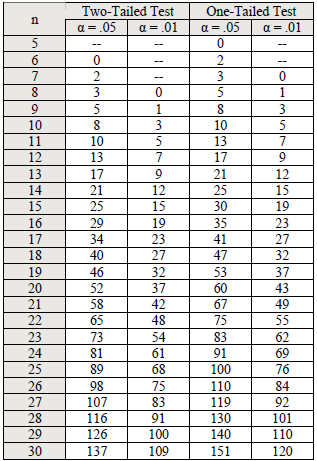 n Two-Tailed Test One-Tailed Test
α = .05 α = .01 α = .05 α = .01
5 -- -- 0 --
6 0 -- 2 --
7 2 -- 3 0
8 3 0 5 1
9 5 1 8 3
10 8 3 10 5
11 10 5 13 7
12 13 7 17 9
13 17 9 21 12
14 21 12 25 15
15 25 15 30 19
16 29 19 35 23
17 34 23 41 27
18 40 27 47 32
19 46 32 53 37
20 52 37 60 43
21 58 42 67 49
22 65 48 75 55
23 73 54 83 62
24 81 61 91 69
25 89 68 100 76
26 98 75 110 84
27 107 83 119 92
28 116 91 130 101
29 126 100 140 110
30 137 109 151 120